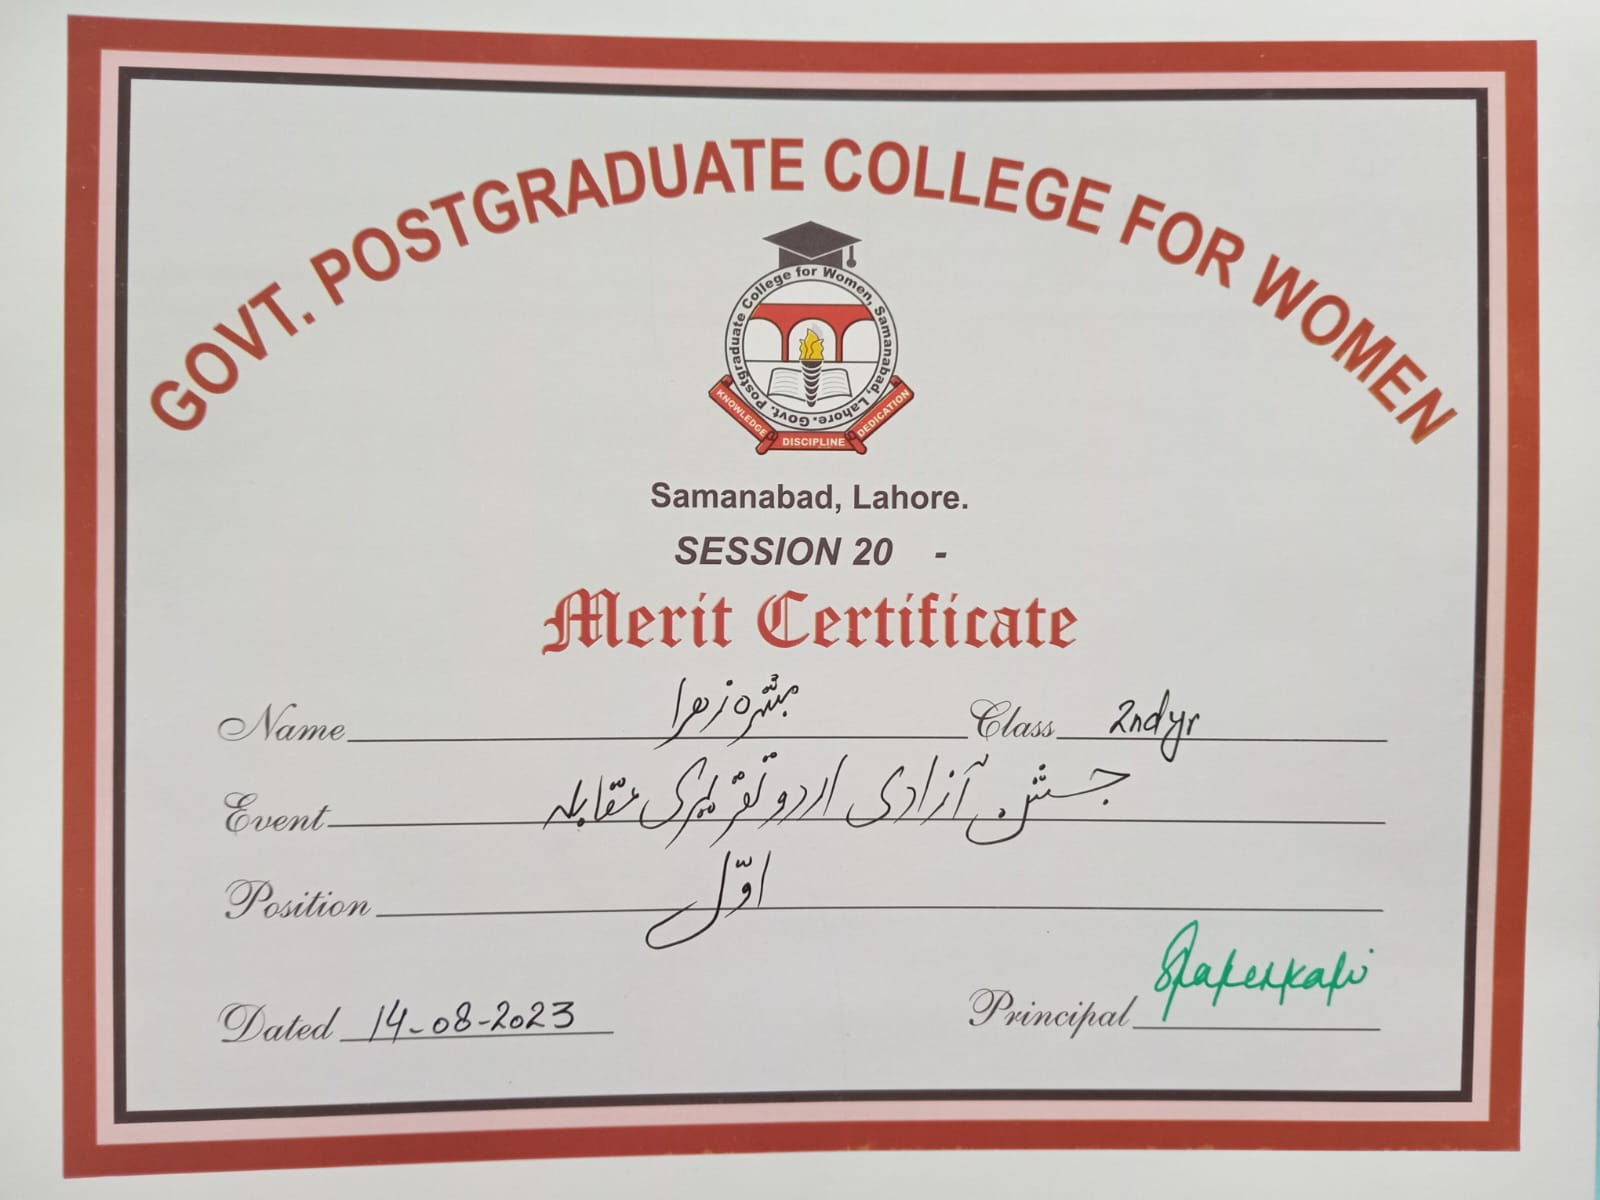 GOVT. POSTGRADUATE COLLEGE FOR WOMEN
Govt. Postgraduate College for Women, Samanabad, Lahore.
KNOWLEDGE DISCIPLINE DEDICATION
Samanabad, Lahore.
SESSION 20 -
Merit Certificate
Name مبشرہ زھرا Class 2nd yr
Event جشنِ آزادی اردو تقریری مقابلہ
Position اوّل
Dated 14-08-2023 Principal